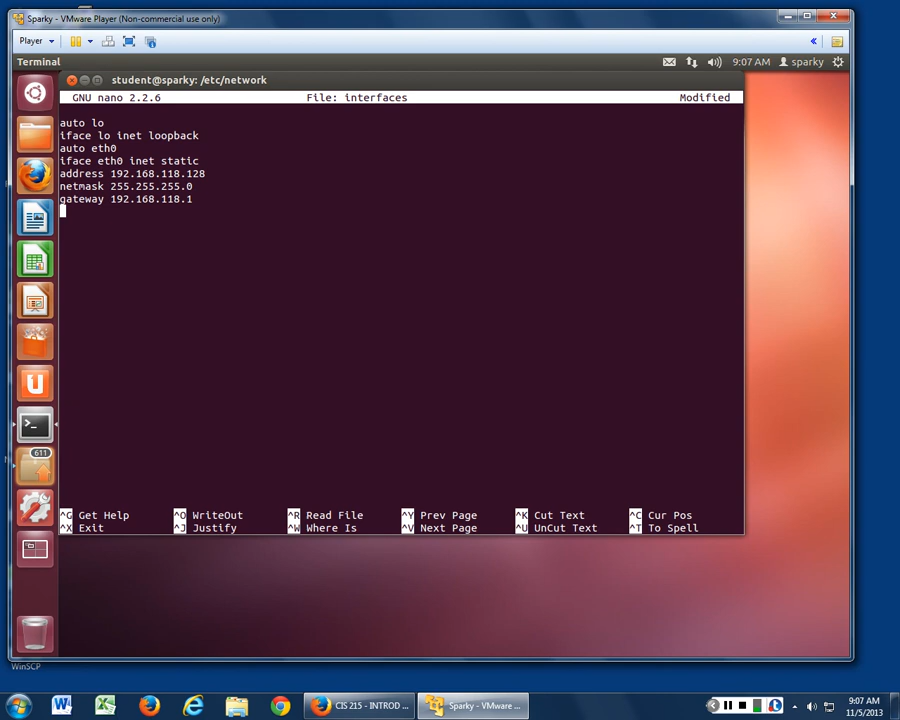 Sparky - VMware Player (Non-commercial use only)
Player
Terminal
9:07 AM
sparky
student@sparky: /etc/network
GNU nano 2.2.6 File: interfaces Modified
auto lo
iface lo inet loopback
auto eth0
iface eth0 inet static
address 192.168.118.128
netmask 255.255.255.0
gateway 192.168.118.1
611
^G Get Help ^O WriteOut ^R Read File ^Y Prev Page ^K Cut Text ^C Cur Pos
^X Exit ^J Justify ^W Where Is ^V Next Page ^U UnCut Text ^T To Spell
WinSCP
CIS 215 - INTROD ...
Sparky - VMware ...
9:07 AM
11/5/2013